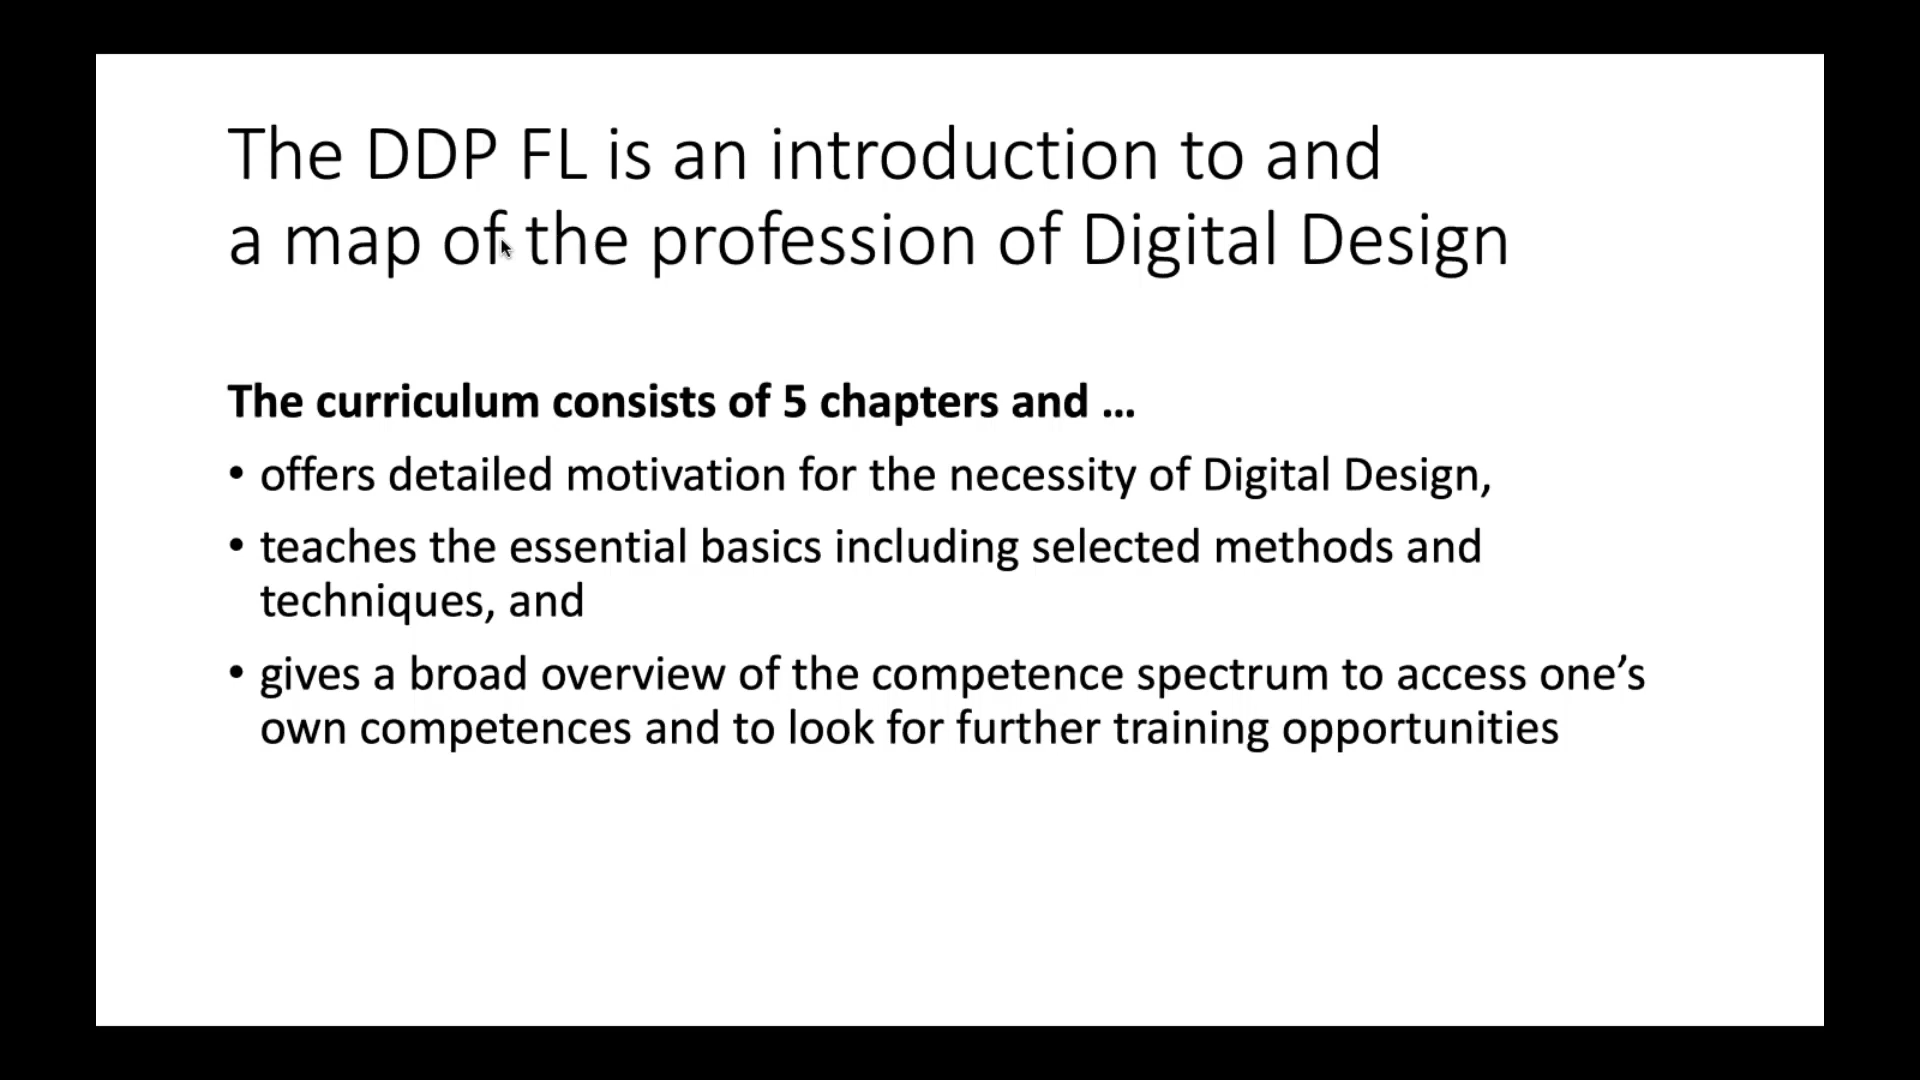 The DDP FL is an introduction to and
a map of the profession of Digital Design
The curriculum consists of 5 chapters and …
• offers detailed motivation for the necessity of Digital Design,
• teaches the essential basics including selected methods and
techniques, and
• gives a broad overview of the competence spectrum to access one’s
own competences and to look for further training opportunities